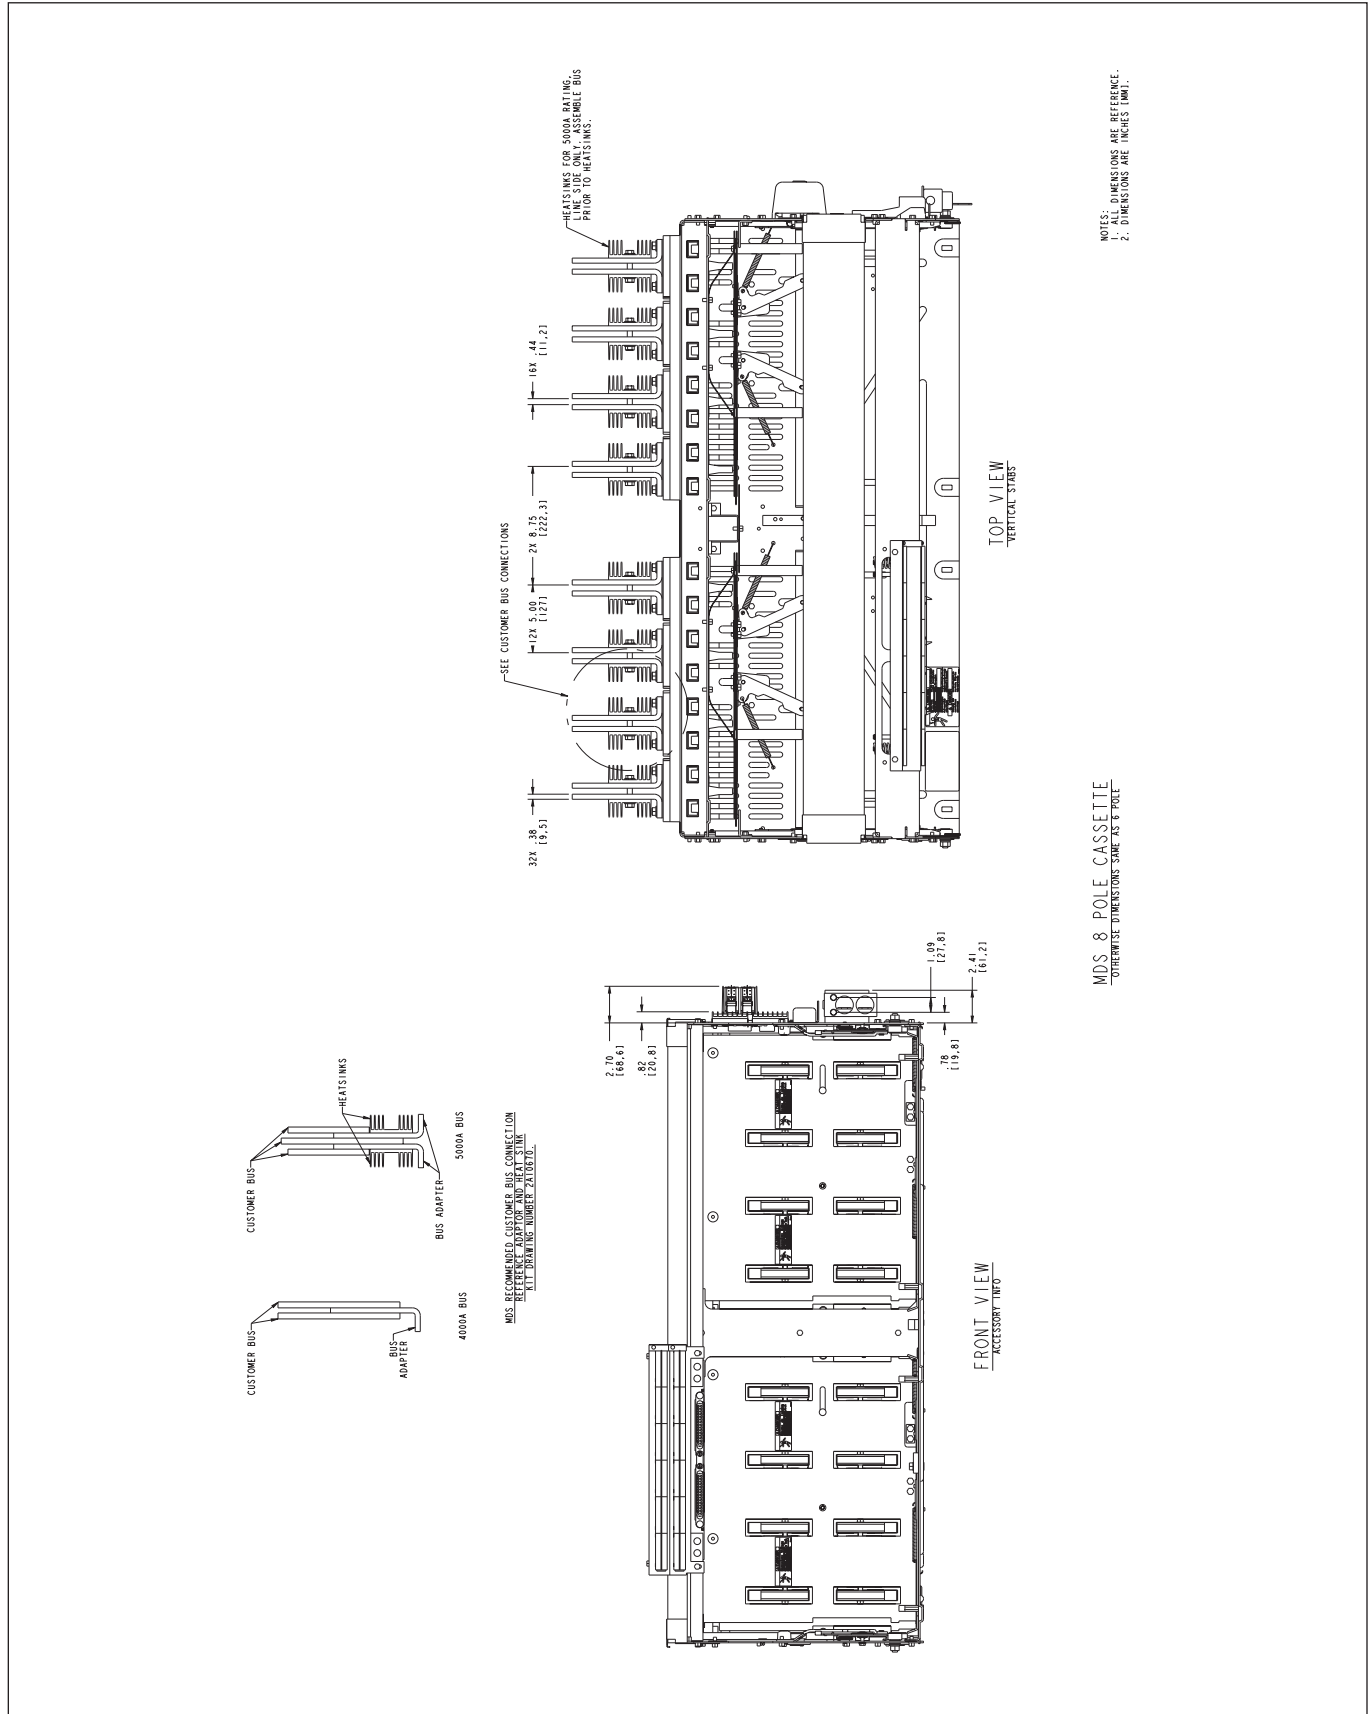 CUSTOMER BUS
BUS
ADAPTER
4000A BUS
CUSTOMER BUS
HEATSINKS
BUS ADAPTER
5000A BUS
MDS RECOMMENDED CUSTOMER BUS CONNECTION
REFERENCE ADAPTOR AND HEAT SINK
KIT DRAWING NUMBER 2A10670.
2.70
[68,6]
.82
[20,8]
1.09
[27,8]
2.41
[61,2]
.78
[19,8]
FRONT VIEW
ACCESSORY INFO
SEE CUSTOMER BUS CONNECTIONS
32X .38
[9,5]
12X 5.00
[127]
2X 8.75
[222,3]
16X .44
[11,2]
HEATSINKS FOR 5000A RATING,
LINE SIDE ONLY. ASSEMBLE BUS
PRIOR TO HEATSINKS.
TOP VIEW
VERTICAL STABS
MDS 8 POLE CASSETTE
OTHERWISE DIMENSIONS SAME AS 6 POLE
NOTES:
1. ALL DIMENSIONS ARE REFERENCE.
2. DIMENSIONS ARE INCHES [MM].